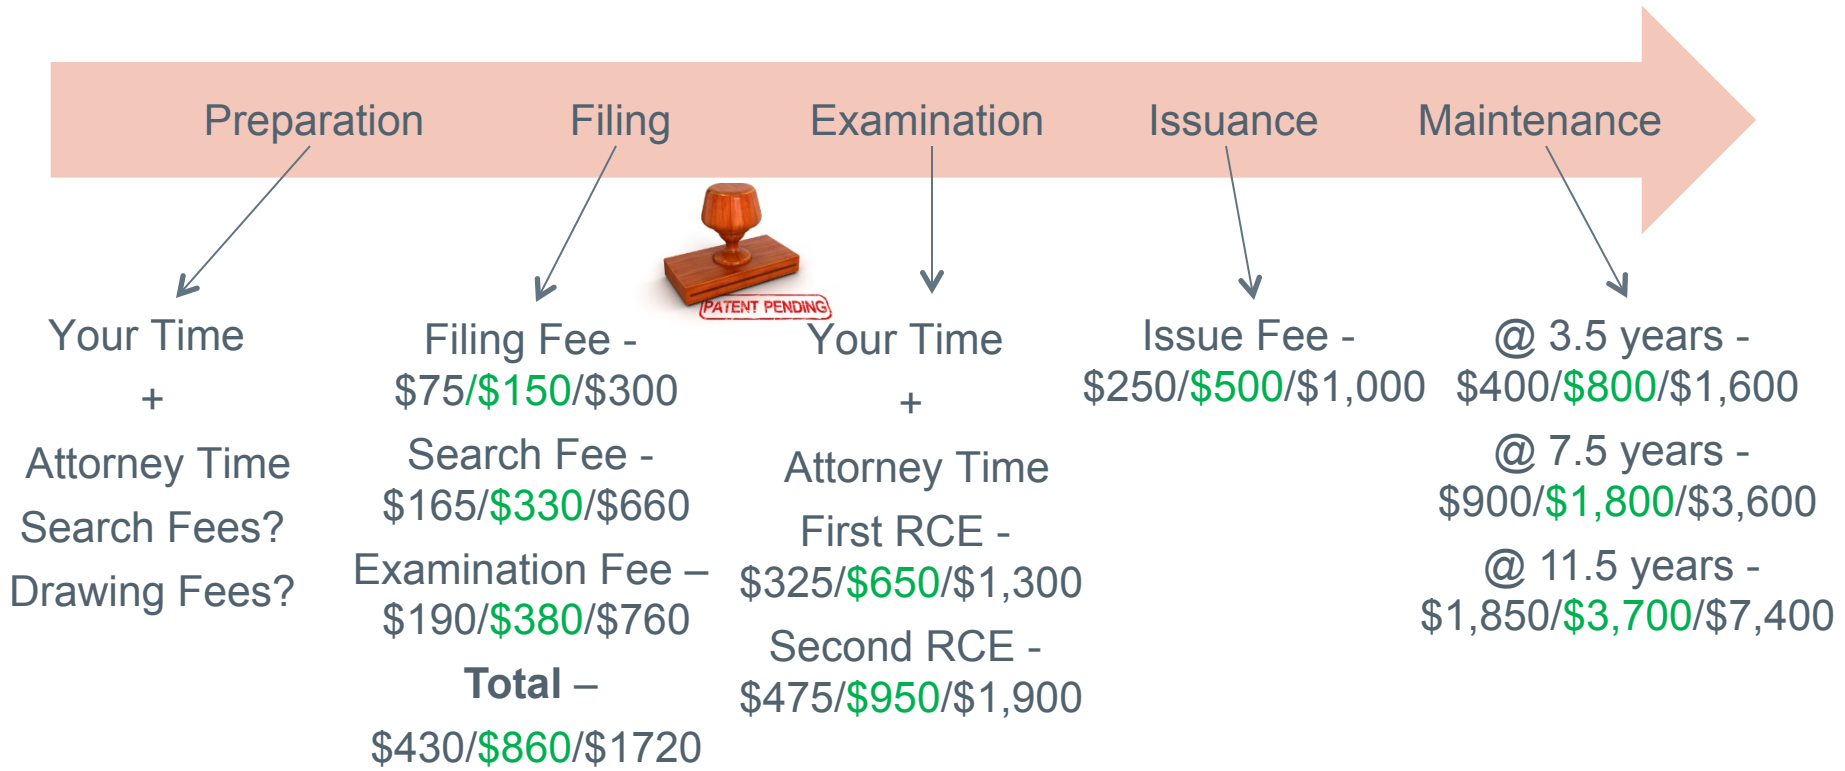 Preparation
Filing
Examination
Issuance
Maintenance
PATENT PENDING
Your Time
+
Attorney Time
Search Fees?
Drawing Fees?
Filing Fee -
$75/$150/$300
Search Fee -
$165/$330/$660
Examination Fee –
$190/$380/$760
Total –
$430/$860/$1720
Your Time
+
Attorney Time
First RCE -
$325/$650/$1,300
Second RCE -
$475/$950/$1,900
Issue Fee -
$250/$500/$1,000
@ 3.5 years -
$400/$800/$1,600
@ 7.5 years -
$900/$1,800/$3,600
@ 11.5 years -
$1,850/$3,700/$7,400